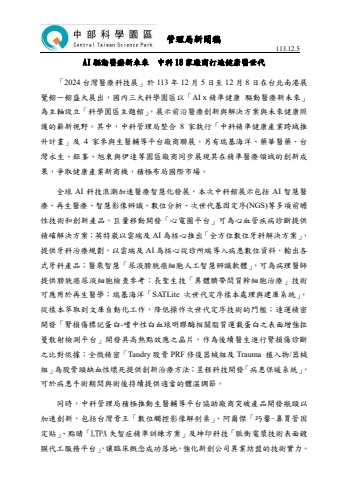 中部科學園區
Central Taiwan Science Park
管理局新聞稿
113.12.5
AI 驅動醫療新未來　中科 18 家廠商打造健康醫世代
「2024 台灣醫療科技展」於 113 年 12 月 5 日至 12 月 8 日在台北南港展
覽館一館盛大展出，國內三大科學園區以「AI x 精準健康 驅動醫療新未來」
為主軸設立「科學園區主題館」，展示前沿醫療創新與解決方案與未來健康照
護的嶄新視野。其中，中科管理局整合 8 家執行「中科精準健康產業跨域推
升計畫」及 4 家參與生醫輔導平台廠商聯展，另有瑞基海洋、藥華醫藥、台
灣永生、鐿鋒、旭東與伊達等園區廠商同步展現其在精準醫療領域的創新成
果，爭取健康產業新商機，積極布局國際市場。
全球 AI 科技浪潮加速醫療智慧化發展，本次中科館展示包括 AI 智慧醫
療、再生醫療、智慧影像辨識、數位分析、次世代基因定序(NGS)等多項前瞻
性技術和創新產品。且董移動開發「心電圖平台」可為心血管疾病診斷提供
精確解決方案；英特葳以雲端及 AI 為核心推出「全方位數位牙科解決方案」，
提供牙科治療規劃，以雲端及 AI 為核心從診所端等入病患數位資料，輸出各
式牙科產品；醫乘智慧「尿液膀胱癌細胞人工智慧辨識軟體」，可為病理醫師
提供膀胱癌尿液細胞檢查參考；長聖生技「異體臍帶間質幹細胞治療」技術
可應用於再生醫學；瑞基海洋「SATLite 次世代定序樣本處理與建庫系統」，
從樣本萃取到文庫自動化工作，降低操作次世代定序技術的門檻；達運精密
開發「腎損傷標記蛋白-嗜中性白血球明膠酶相關脂質運載蛋白之表面增強拉
曼散射檢測平台」開發具高熱點效應之晶片，作為後續醫生進行腎損傷診斷
之比對依據；全微精密「Tandry 股骨 PRF 修復器械組及 Trauma 植入物/器械
組」為股骨頭缺血性壞死提供創新治療方法；昱程科技開發「病患保暖系統」，
可於病患手術期間與術後持續提供適當的體溫調節。
同時，中科管理局積極推動生醫輔導平台協助廠商突破產品開發瓶頸以
加速創新，包括台灣骨王「數位觸控影像解剖桌」、阿爾傑「巧鑿-鼻胃管固
定貼」、點睛「LTPA 失智症精準訓練方案」及坤印科技「脈衝電漿技術表面鍍
膜代工服務平台」，讓臨床概念成功落地，強化新創公司異業結盟的技術實力。